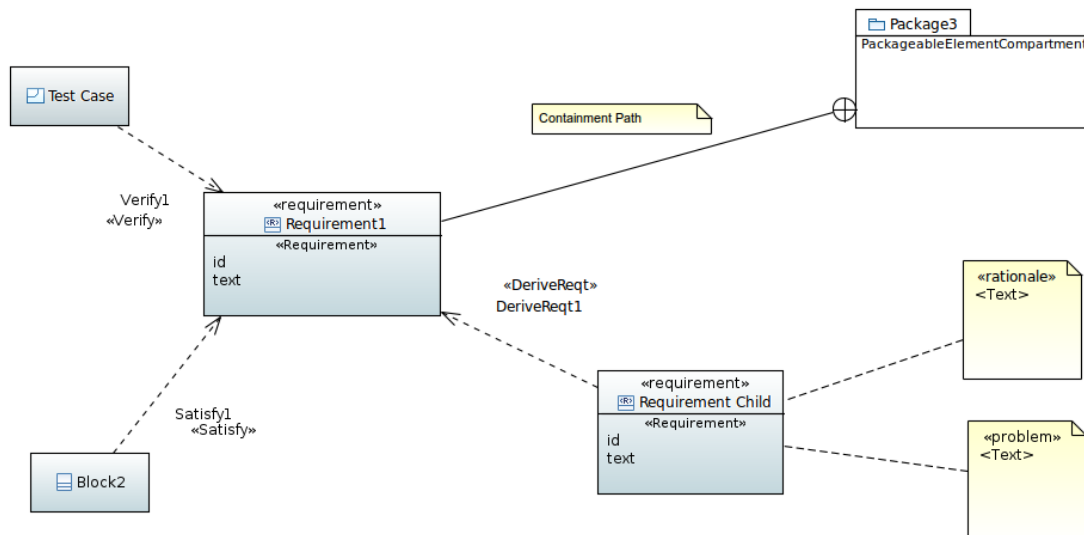 Package3
PackageableElementCompartment
Test Case
Containment Path
Verify1
«Verify»
«requirement»
Requirement1
«Requirement»
id
text
«DeriveReqt»
DeriveReqt1
«rationale»
<Text>
«requirement»
Requirement Child
«Requirement»
id
text
Satisfy1
«Satisfy»
«problem»
<Text>
Block2